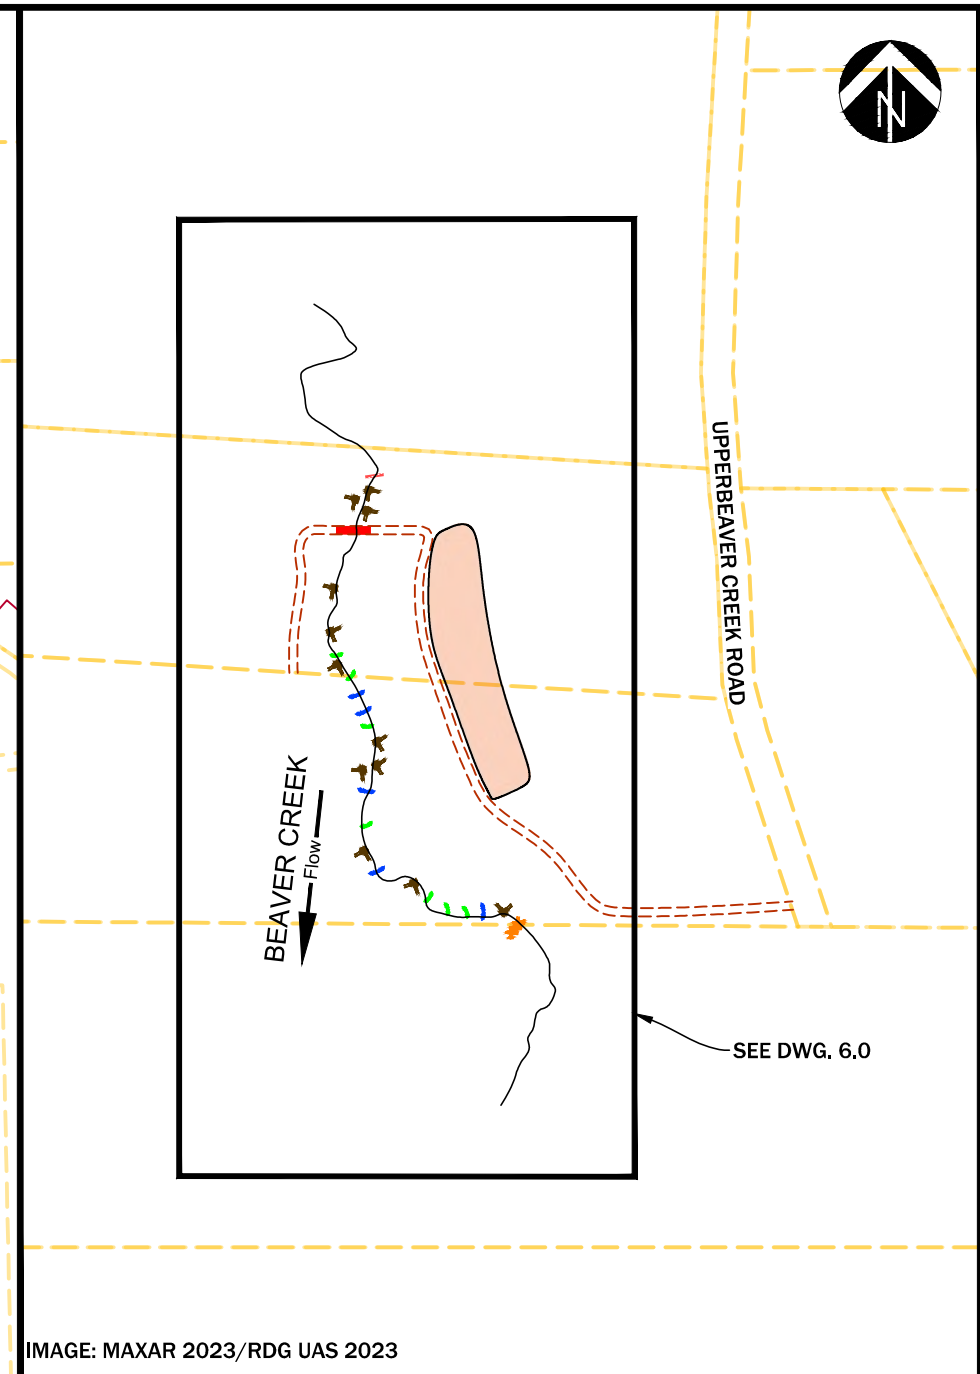 N
UPPERBEAVER CREEK ROAD
BEAVER CREEK
Flow
SEE DWG. 6.0
IMAGE: MAXAR 2023/RDG UAS 2023